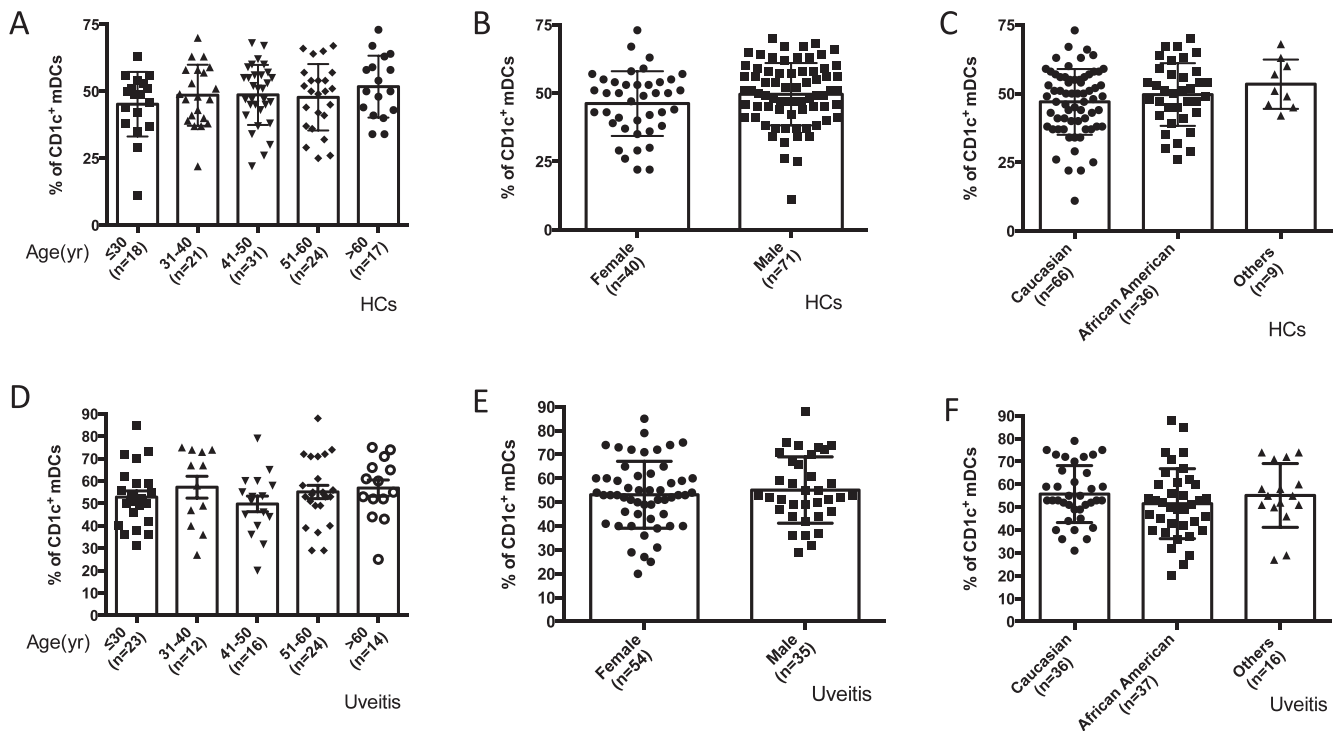 A
% of CD1c+ mDCs
75
50
25
0
Age(yr)
≤30
(n=18)
31-40
(n=21)
41-50
(n=31)
51-60
(n=24)
>60
(n=17)
HCs
B
% of CD1c+ mDCs
75
50
25
0
Female
(n=40)
Male
(n=71)
HCs
C
% of CD1c+ mDCs
75
50
25
0
Caucasian
(n=66)
African American
(n=36)
Others
(n=9)
HCs
D
% of CD1c+ mDCs
90
80
70
60
50
40
30
20
10
0
Age(yr)
≤30
(n=23)
31-40
(n=12)
41-50
(n=16)
51-60
(n=24)
>60
(n=14)
Uveitis
E
% of CD1c+ mDCs
90
80
70
60
50
40
30
20
10
0
Female
(n=54)
Male
(n=35)
Uveitis
F
% of CD1c+ mDCs
90
80
70
60
50
40
30
20
10
0
Caucasian
(n=36)
African American
(n=37)
Others
(n=16)
Uveitis